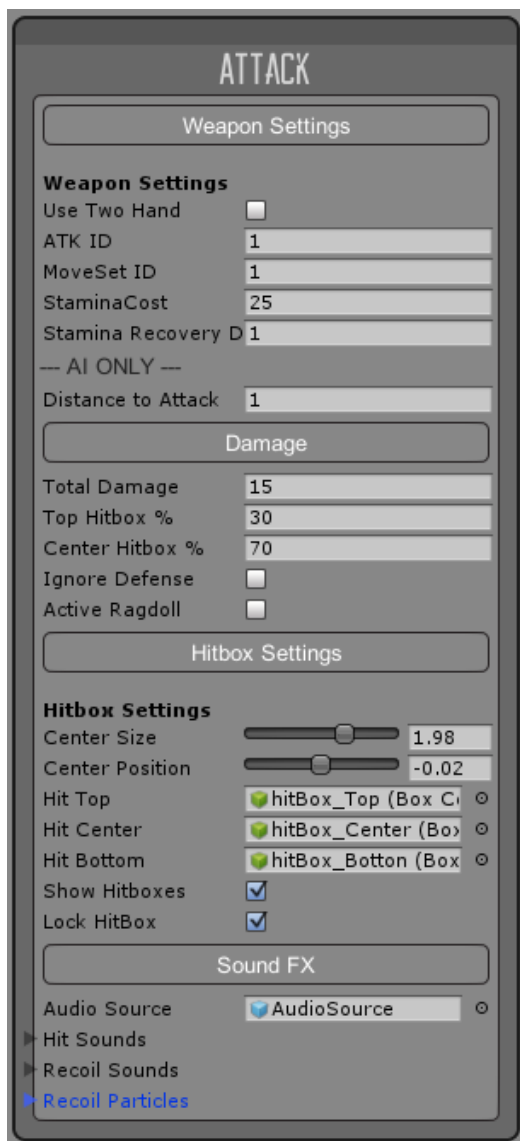 ATTACK
Weapon Settings
Weapon Settings
Use Two Hand
ATK ID 1
MoveSet ID 1
StaminaCost 25
Stamina Recovery D 1
--- AI ONLY ---
Distance to Attack 1
Damage
Total Damage 15
Top Hitbox % 30
Center Hitbox % 70
Ignore Defense
Active Ragdoll
Hitbox Settings
Hitbox Settings
Center Size 1.98
Center Position -0.02
Hit Top hitBox_Top (Box C
Hit Center hitBox_Center (Box
Hit Bottom hitBox_Botton (Box
Show Hitboxes
Lock HitBox
Sound FX
Audio Source AudioSource
Hit Sounds
Recoil Sounds
Recoil Particles